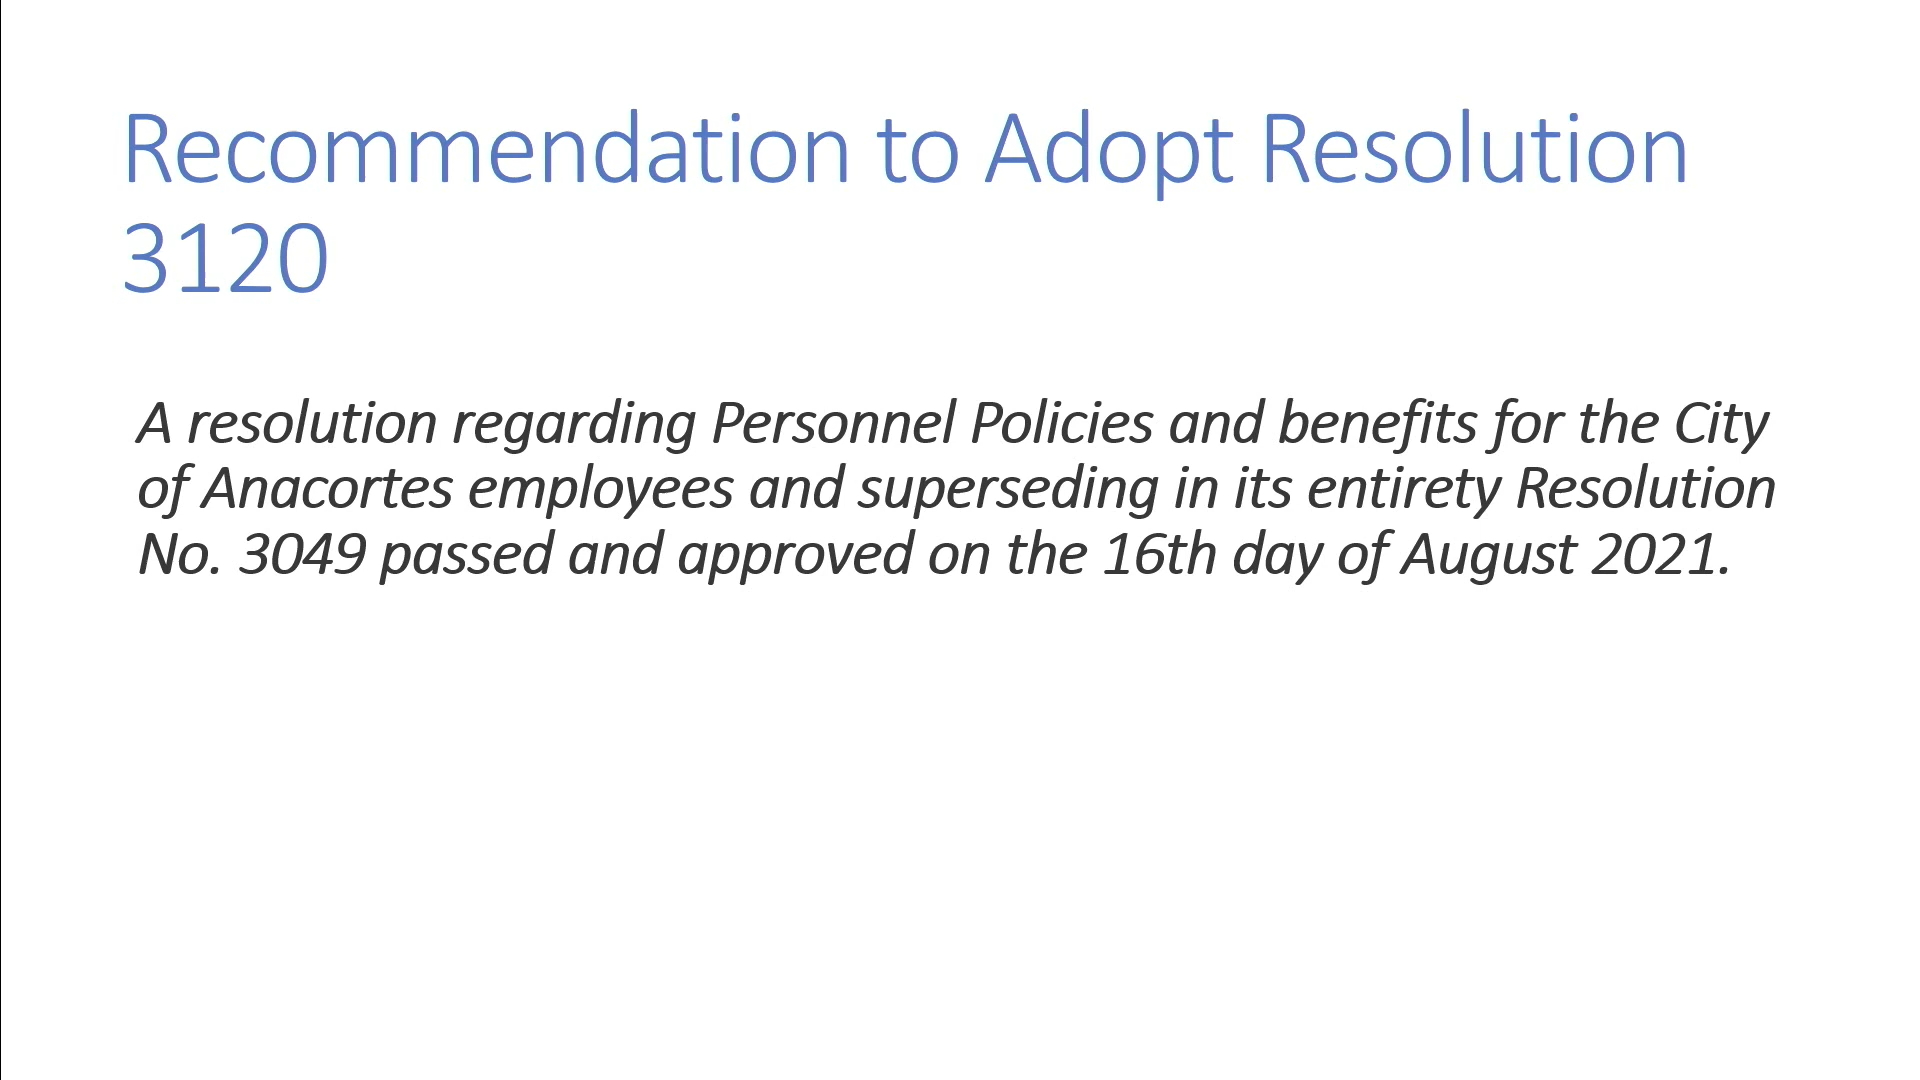 Recommendation to Adopt Resolution
3120
A resolution regarding Personnel Policies and benefits for the City
of Anacortes employees and superseding in its entirety Resolution
No. 3049 passed and approved on the 16th day of August 2021.